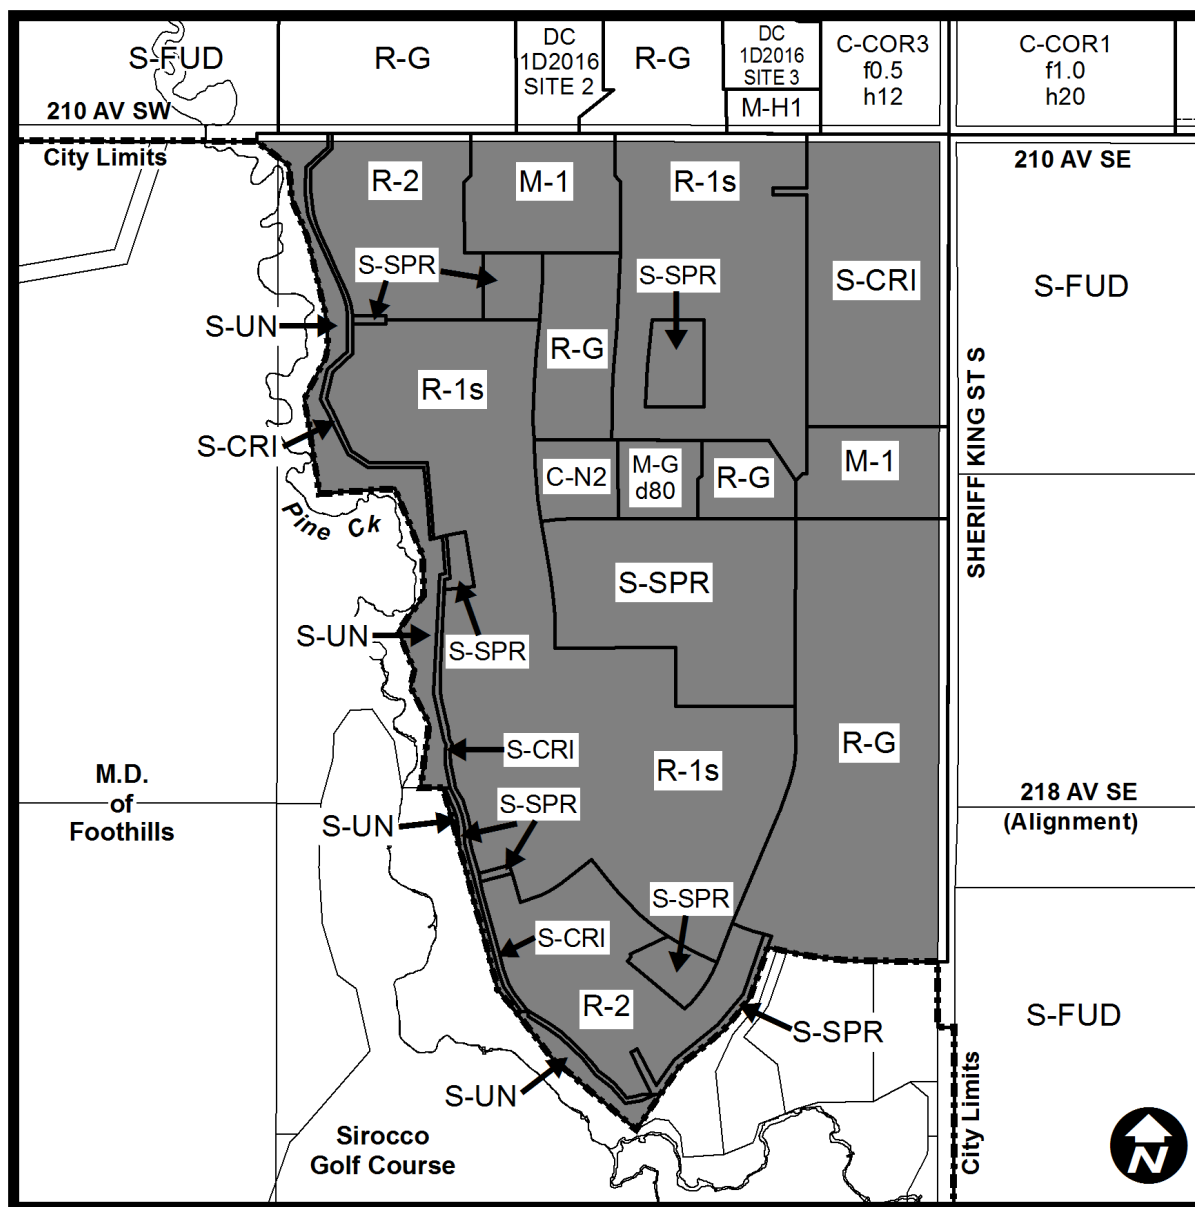 S-FUD
R-G
DC
1D2016
SITE 2
R-G
DC
1D2016
SITE 3
M-H1
C-COR3
f0.5
h12
C-COR1
f1.0
h20
210 AV SW
City Limits
210 AV SE
R-2
M-1
R-1s
S-SPR
S-SPR
S-CRI
S-FUD
S-UN
R-G
R-1s
S-CRI
SHERIFF KING ST S
C-N2
M-G
d80
R-G
M-1
Pine Ck
S-SPR
S-UN
S-SPR
S-CRI
R-1s
R-G
M.D.
of
Foothills
S-UN
S-SPR
218 AV SE
(Alignment)
S-SPR
S-CRI
R-2
S-SPR
S-FUD
S-UN
City Limits
Sirocco
Golf Course
N